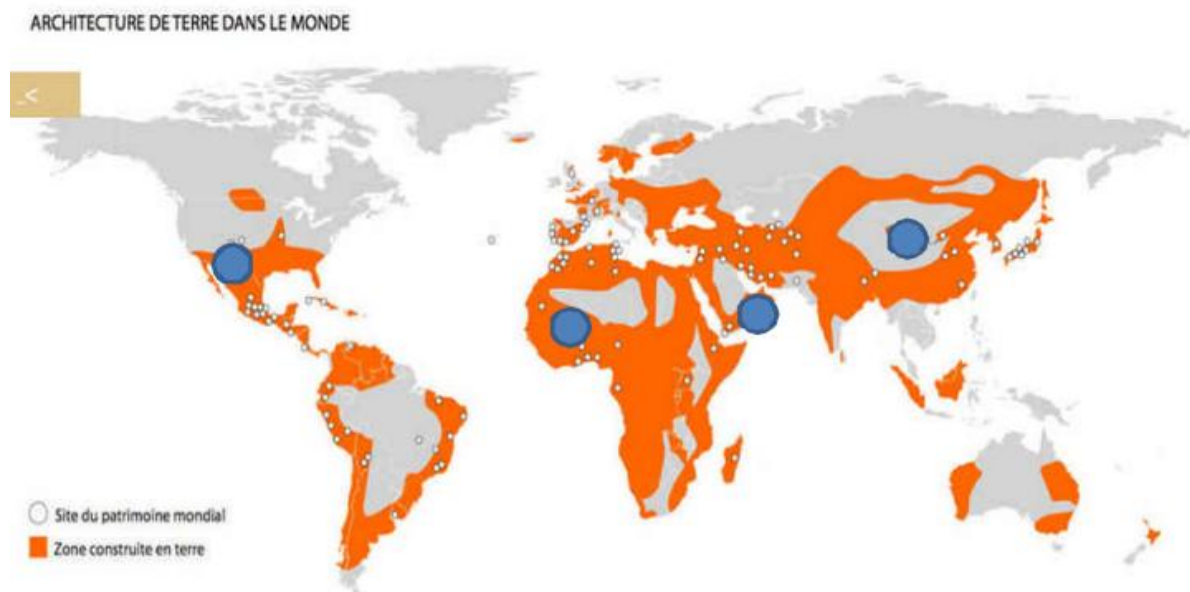 ARCHITECTURE DE TERRE DANS LE MONDE
_<
Site du patrimoine mondial
Zone construite en terre